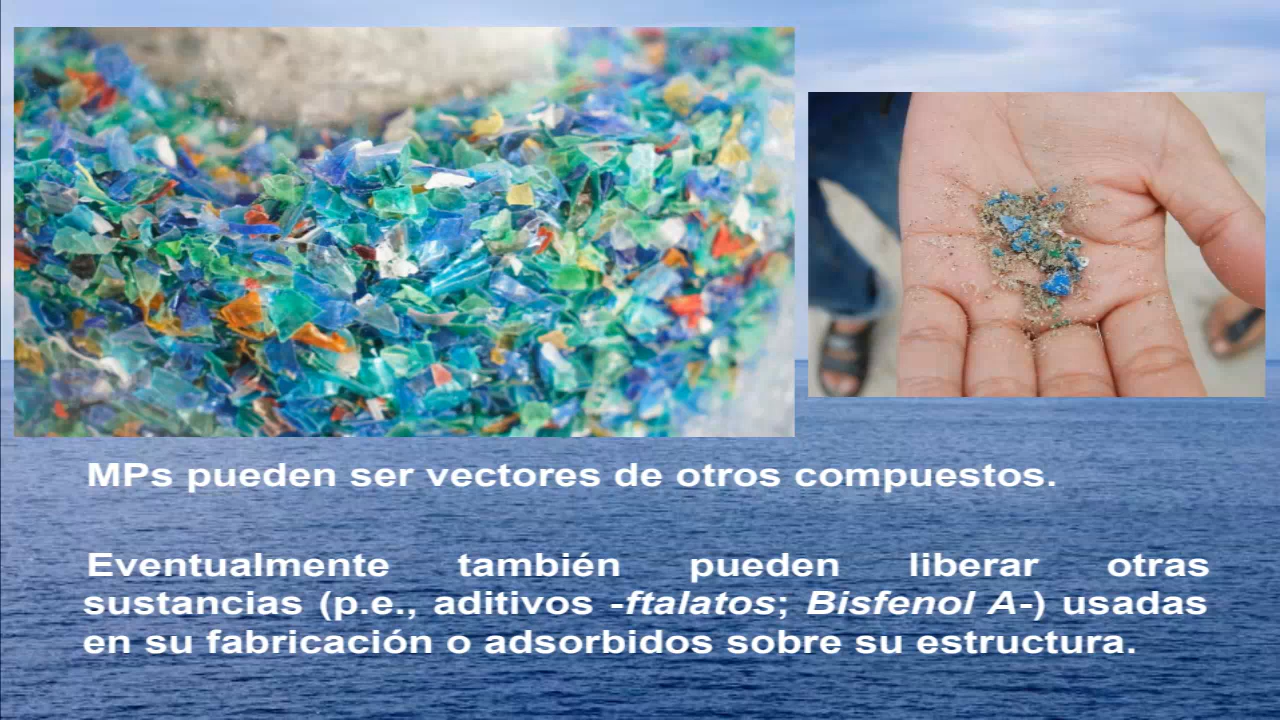 MPs pueden ser vectores de otros compuestos.
Eventualmente también pueden liberar otras
sustancias (p.e., aditivos -ftalatos; Bisfenol A-) usadas
en su fabricación o adsorbidos sobre su estructura.